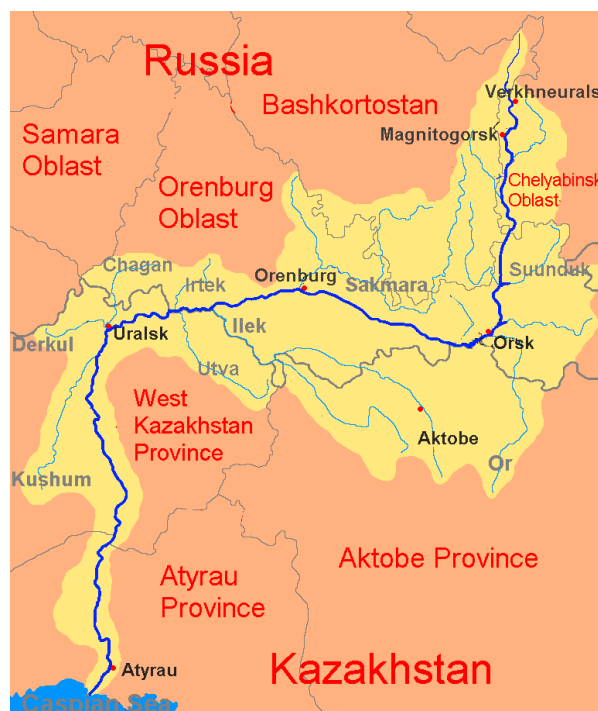 Russia
Verkhneurals
Bashkortostan
Magnitogorsk
Samara
Oblast
Chelyabinsk
Oblast
Orenburg
Oblast
Chagan
Orenburg
Suunduk
Irtek
Sakmara
Ilek
Uralsk
Derkul
Orsk
Utva
West
Kazakhstan
Province
Aktobe
Or
Kushum
Aktobe Province
Atyrau
Province
Atyrau
Kazakhstan
Caspian Sea